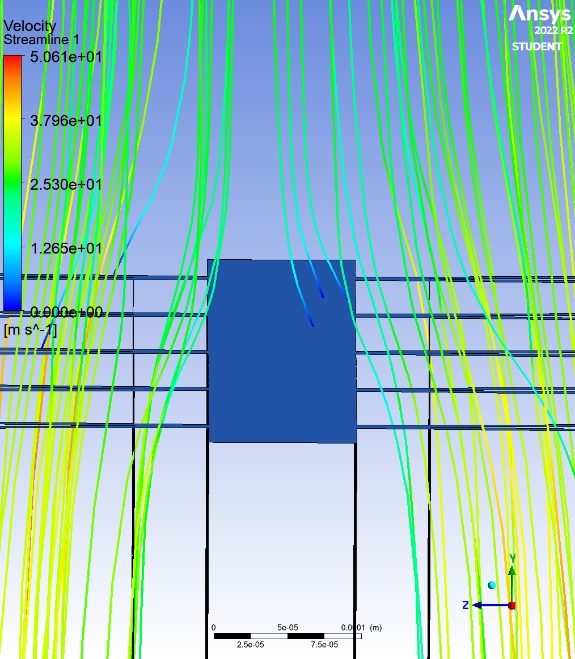 Velocity
Streamline 1
5.061e+01
3.796e+01
2.530e+01
1.265e+01
0.000e+00
[m s^-1]
Ansys
2022 R2
STUDENT
Y
Z
0 5e-05 0.0001 (m)
2.5e-05 7.5e-05